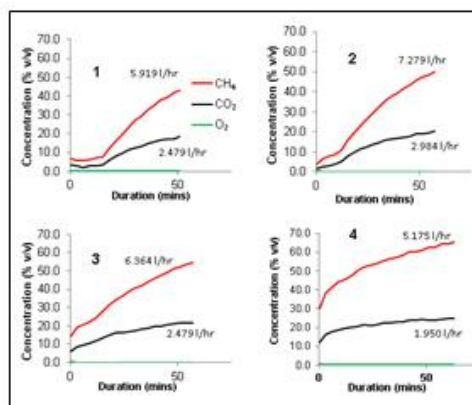 Concentration (% v/v)
70.0
60.0
50.0
40.0
30.0
20.0
10.0
0.0
1
5.919 l/hr
2.479 l/hr
CH₄
CO₂
O₂
0
50
Duration (mins)
Concentration (% v/v)
70.0
60.0
50.0
40.0
30.0
20.0
10.0
0.0
2
7.279 l/hr
2.984 l/hr
0
50
Duration (mins)
Concentration (% v/v)
70.0
60.0
50.0
40.0
30.0
20.0
10.0
0.0
3
6.364 l/hr
2.479 l/hr
0
50
Duration (mins)
Concentration (% v/v)
70.0
60.0
50.0
40.0
30.0
20.0
10.0
0.0
4
5.175 l/hr
1.950 l/hr
0
50
Duration (mins)